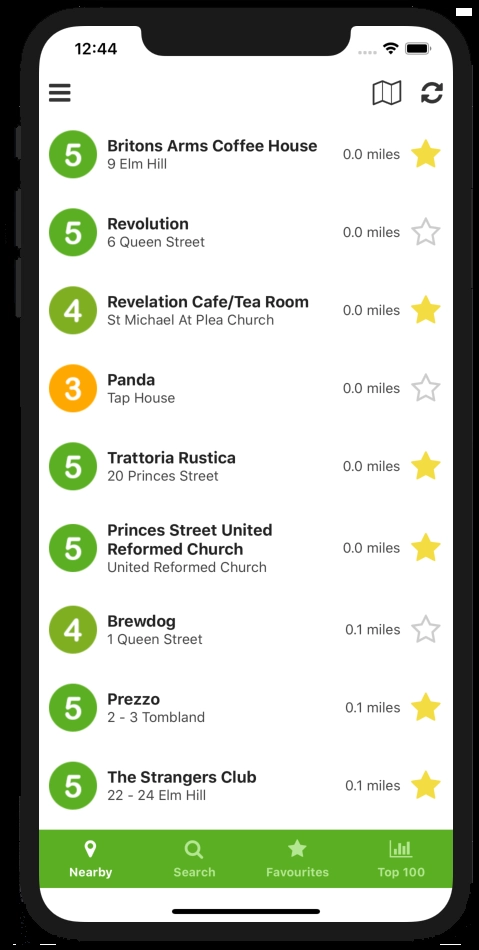 12:44
5 Britons Arms Coffee House 0.0 miles
9 Elm Hill
5 Revolution 0.0 miles
6 Queen Street
4 Revelation Cafe/Tea Room 0.0 miles
St Michael At Plea Church
3 Panda 0.0 miles
Tap House
5 Trattoria Rustica 0.0 miles
20 Princes Street
5 Princes Street United
Reformed Church 0.0 miles
United Reformed Church
4 Brewdog 0.1 miles
1 Queen Street
5 Prezzo 0.1 miles
2 - 3 Tombland
5 The Strangers Club 0.1 miles
22 - 24 Elm Hill
Nearby Search Favourites Top 100